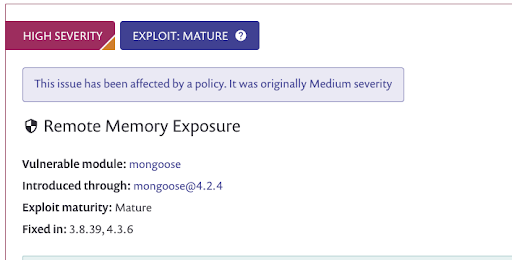 HIGH SEVERITY EXPLOIT: MATURE ?
This issue has been affected by a policy. It was originally Medium severity
Remote Memory Exposure
Vulnerable module: mongoose
Introduced through: mongoose@4.2.4
Exploit maturity: Mature
Fixed in: 3.8.39, 4.3.6